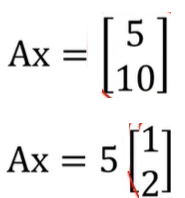 Ax = [5
10]
Ax = 5 [1
2]